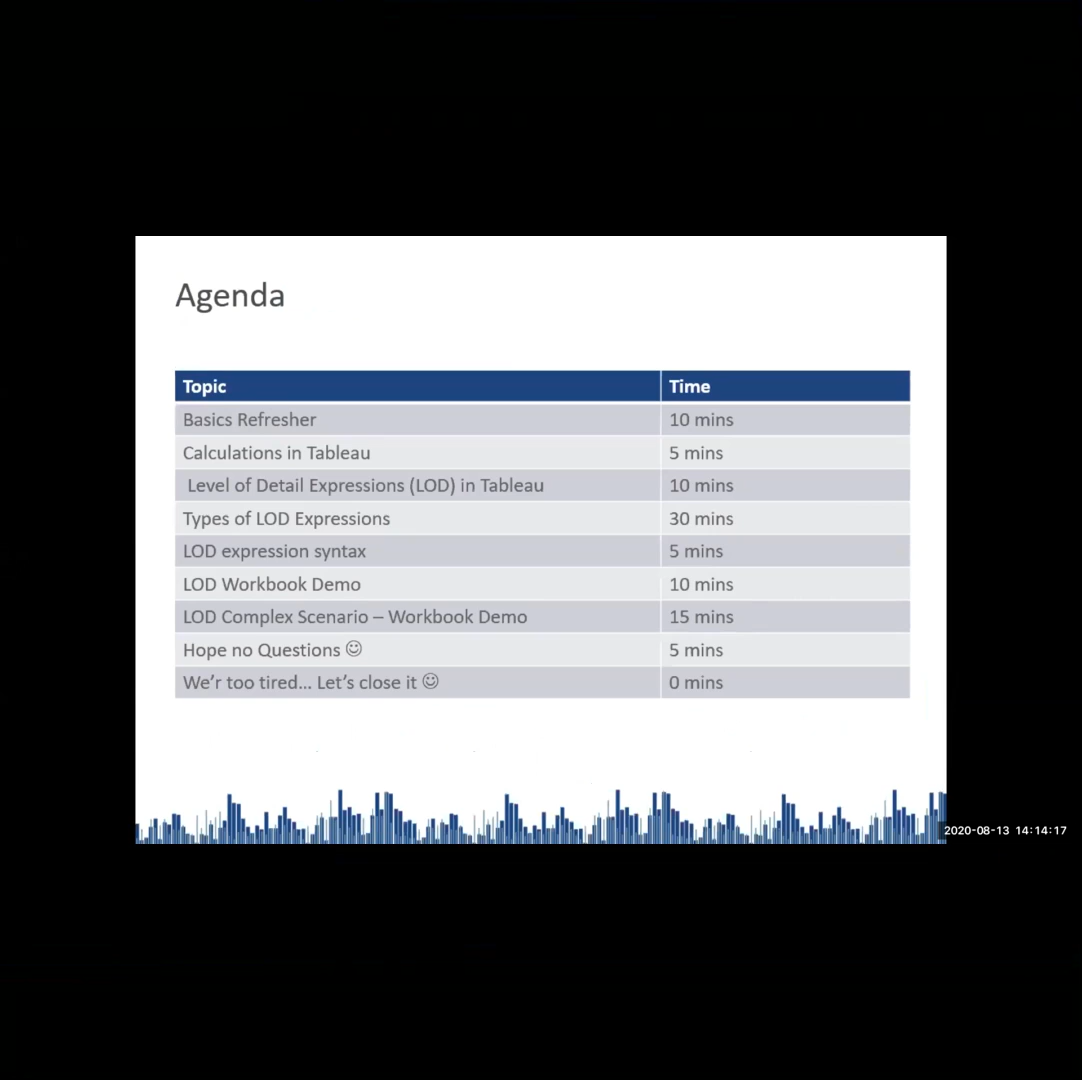 Agenda
Topic Time
Basics Refresher 10 mins
Calculations in Tableau 5 mins
Level of Detail Expressions (LOD) in Tableau 10 mins
Types of LOD Expressions 30 mins
LOD expression syntax 5 mins
LOD Workbook Demo 10 mins
LOD Complex Scenario – Workbook Demo 15 mins
Hope no Questions ☺ 5 mins
We'r too tired... Let's close it ☺ 0 mins
2020-08-13 14:14:17